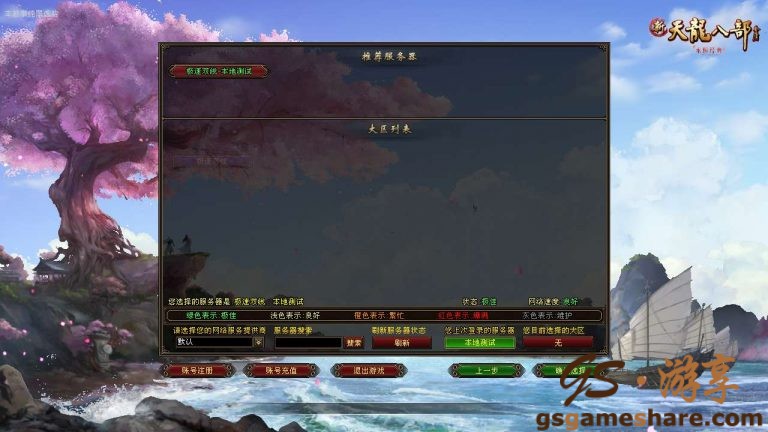 新天龍八部
推荐服务器
极速双线-本地测试
大区列表
极速双线
您选择的服务器是 极速双线 本地测试 状态 极佳 网络速度 良好
绿色表示:极佳 浅色表示:良好 橙色表示:繁忙 红色表示:爆满 灰色表示:维护
请选择您的网络服务提供商 服务器搜索 刷新服务器状态 您上次登录的服务器 您目前选择的大区
默认 搜索 刷新 本地测试 无
账号注册 账号充值 退出游戏 上一步
GS·游享
gsgameshare.com